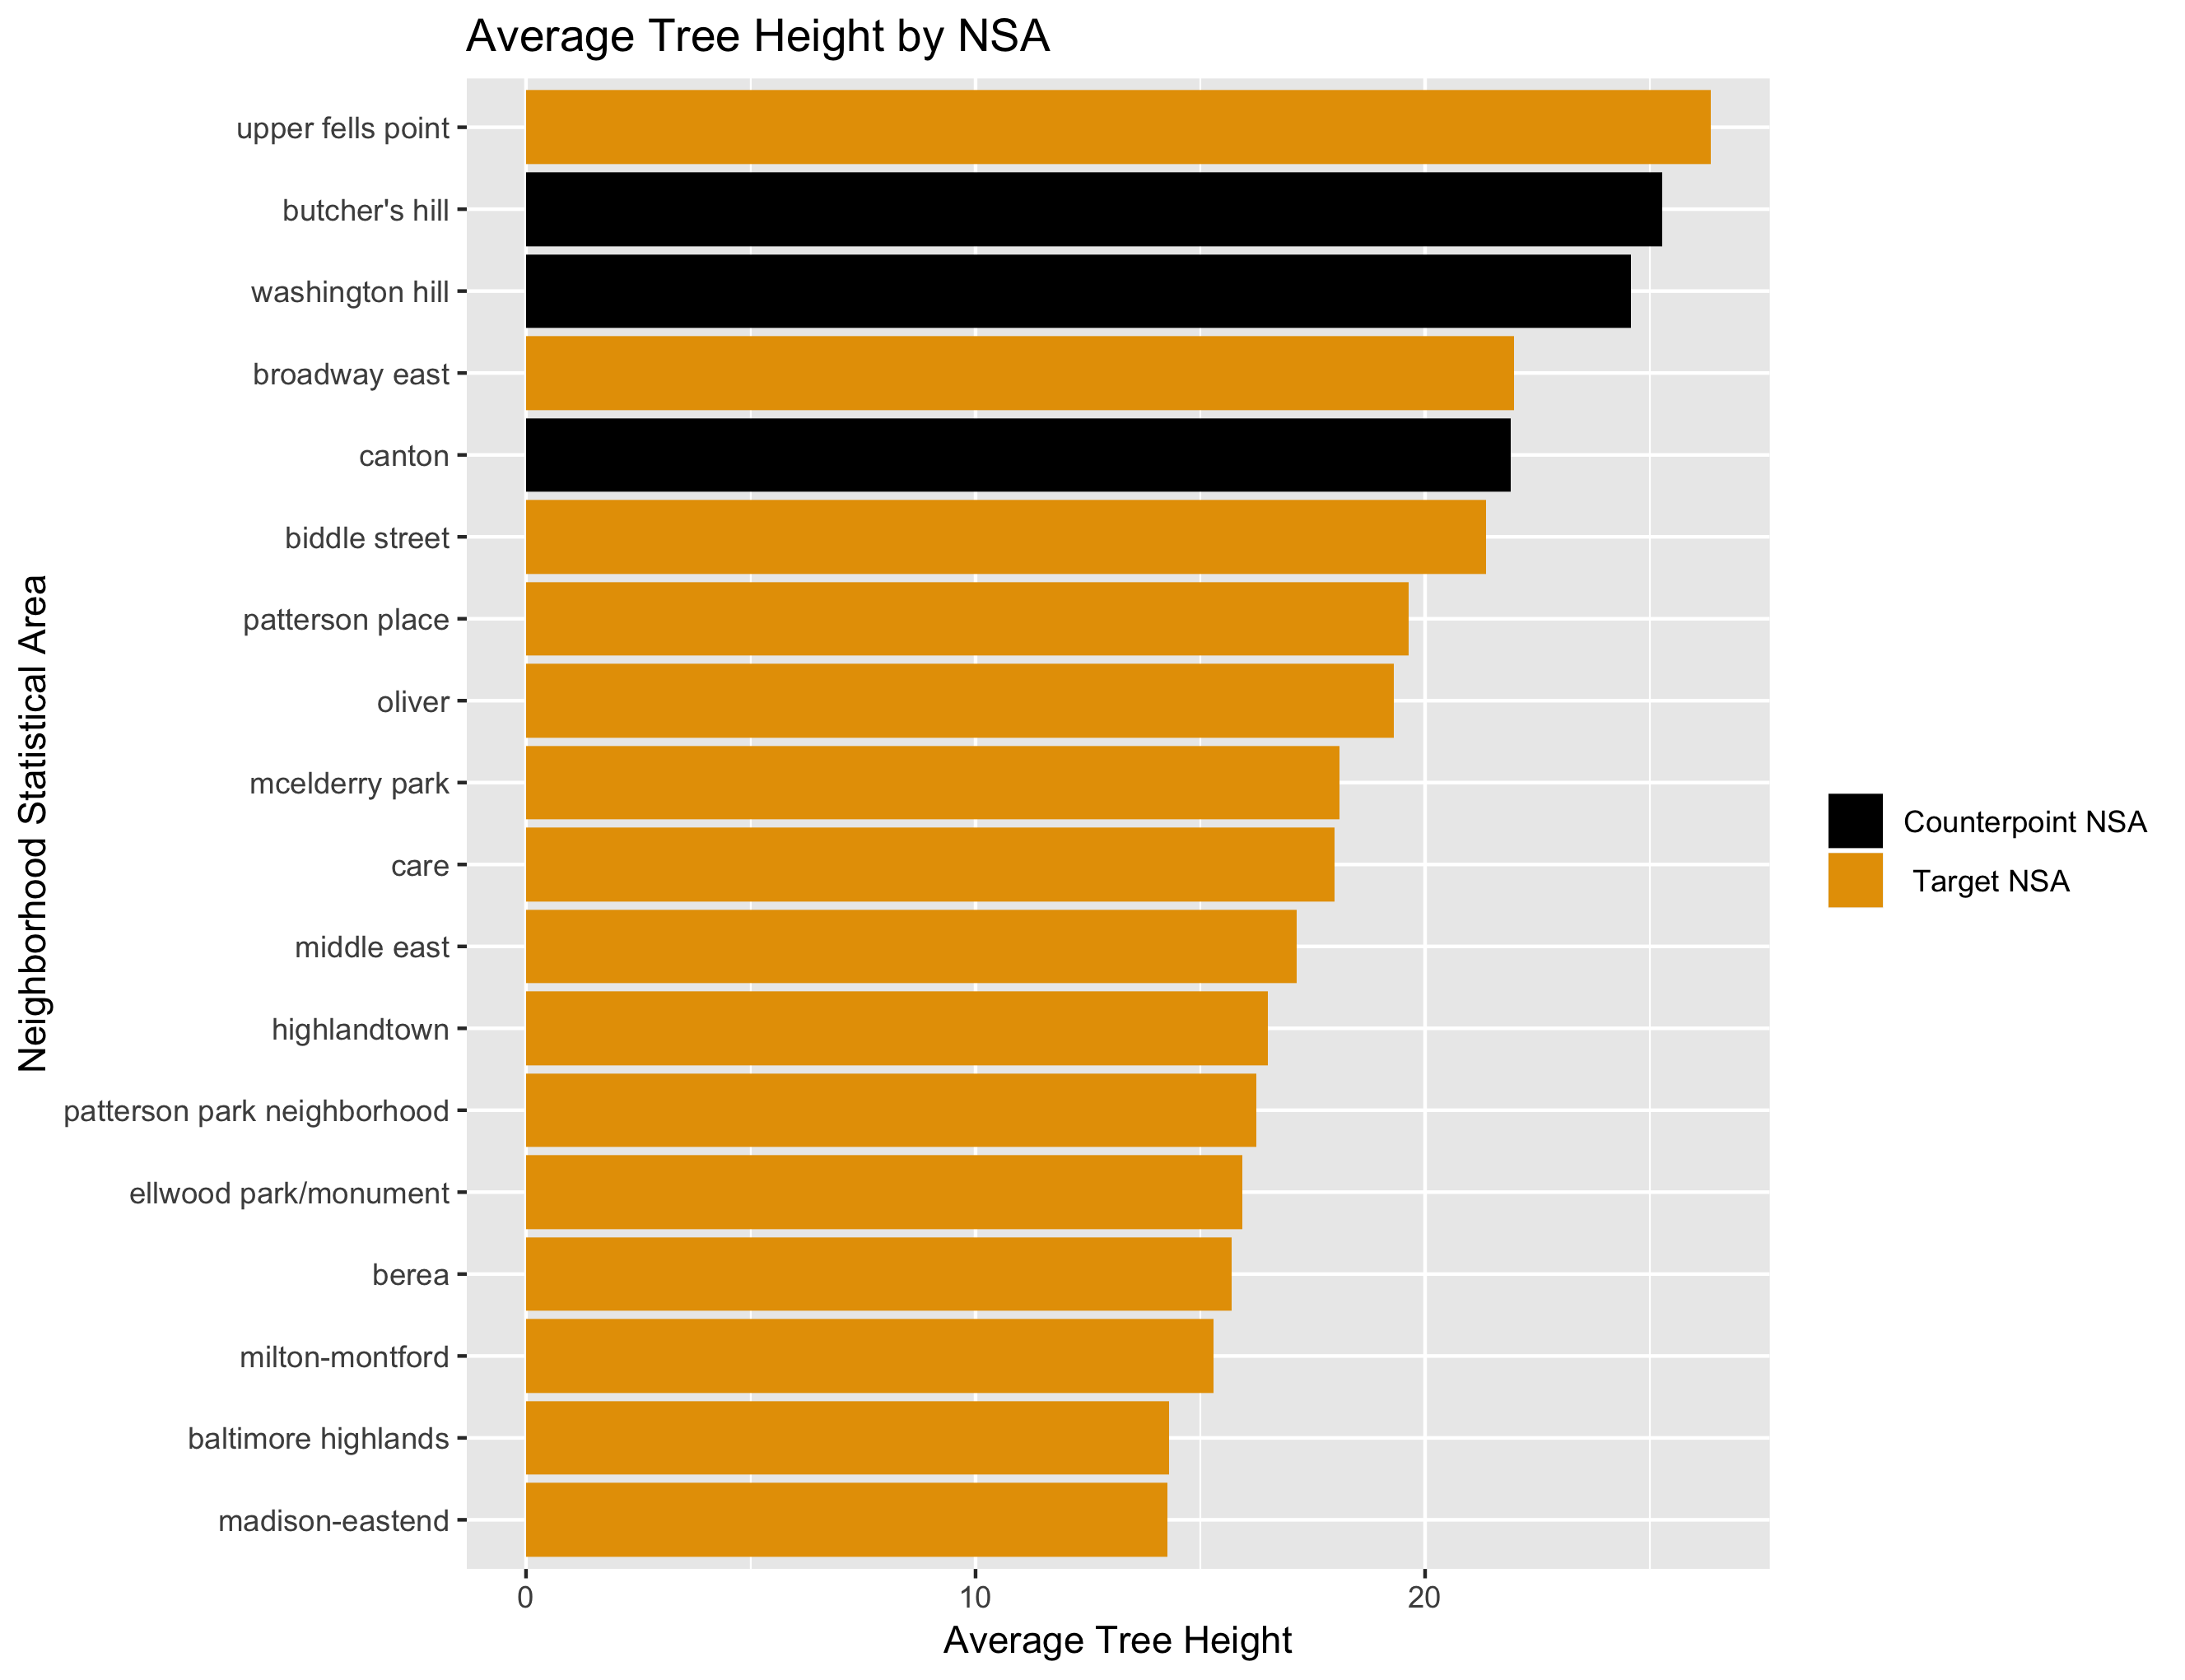 Average Tree Height by NSA
Neighborhood Statistical Area
upper fells point
butcher's hill
washington hill
broadway east
canton
biddle street
patterson place
oliver
mcelderry park
care
middle east
highlandtown
patterson park neighborhood
ellwood park/monument
berea
milton-montford
baltimore highlands
madison-eastend
0 10 20
Average Tree Height
Counterpoint NSA
Target NSA